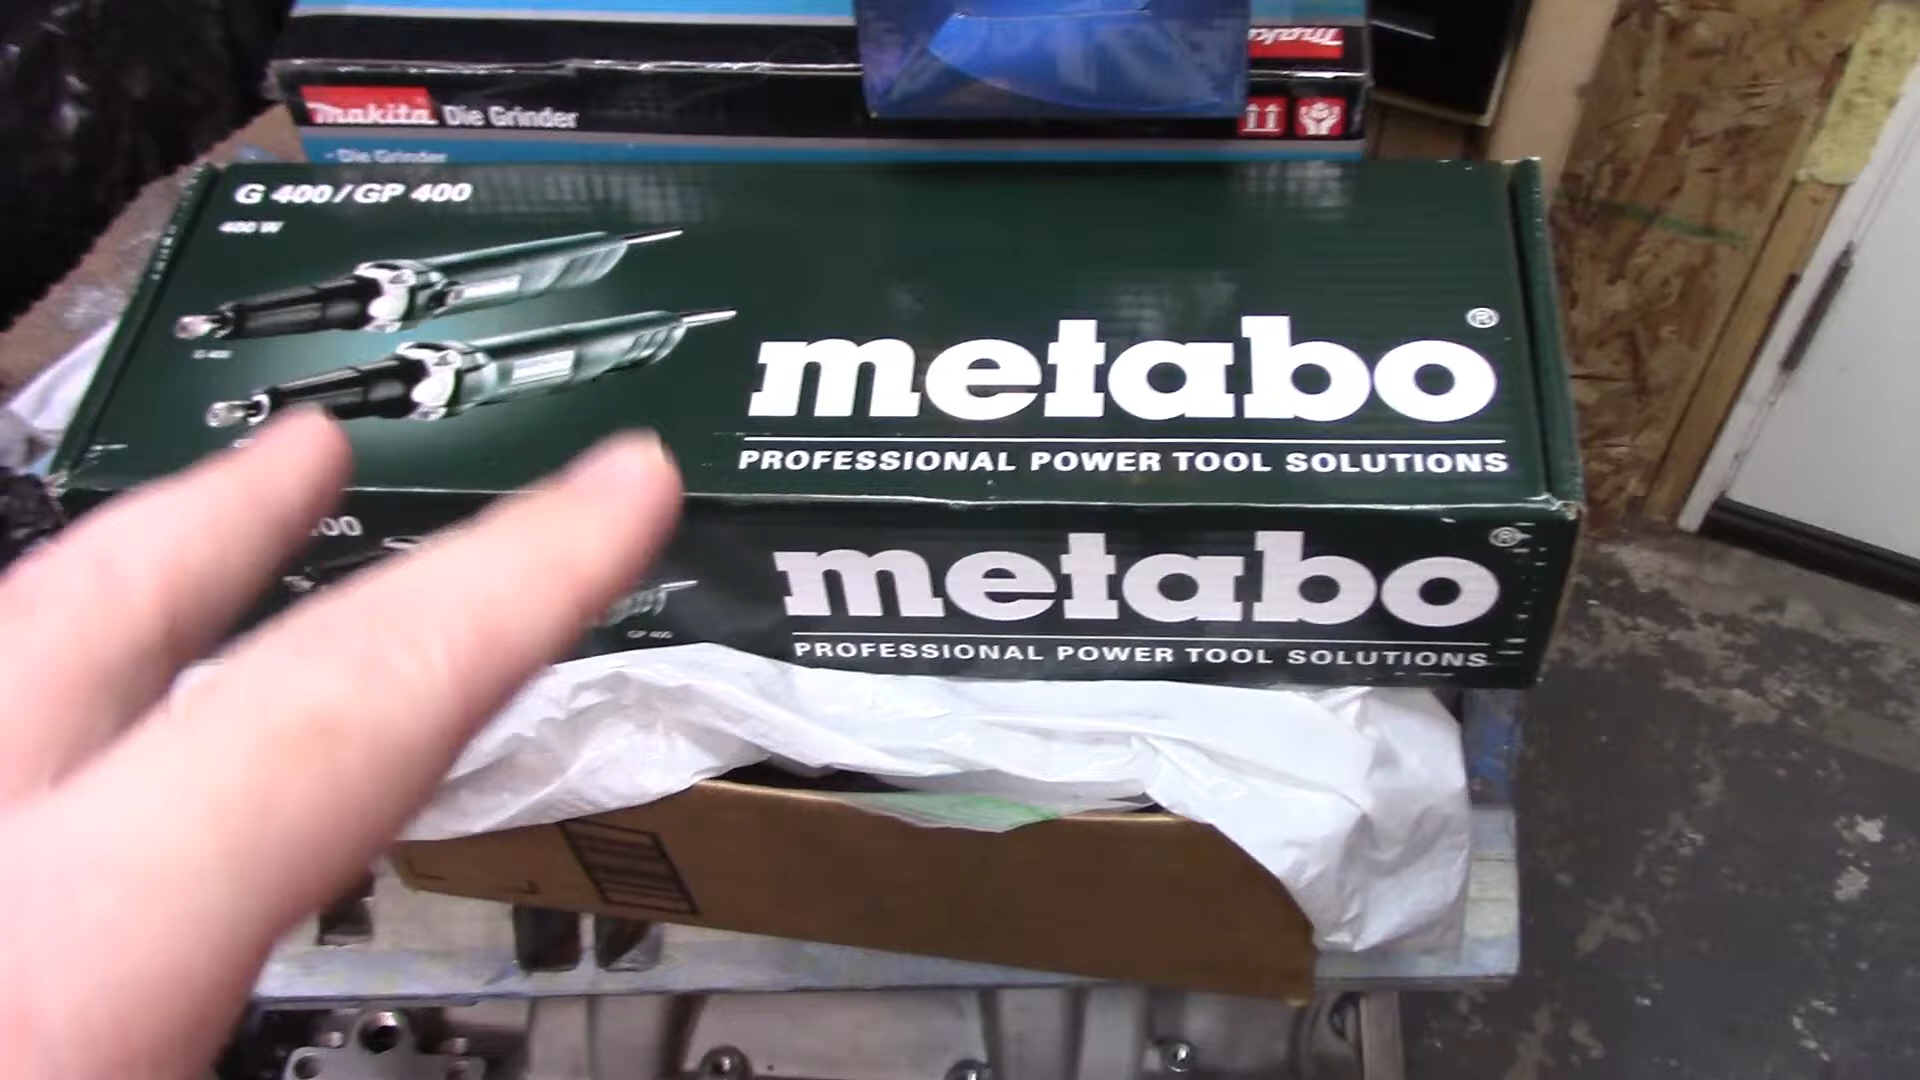 Makita
Makita Die Grinder
• Die Grinder
G 400/GP 400
400 W
metabo®
PROFESSIONAL POWER TOOL SOLUTIONS
metabo®
PROFESSIONAL POWER TOOL SOLUTIONS
GP 400